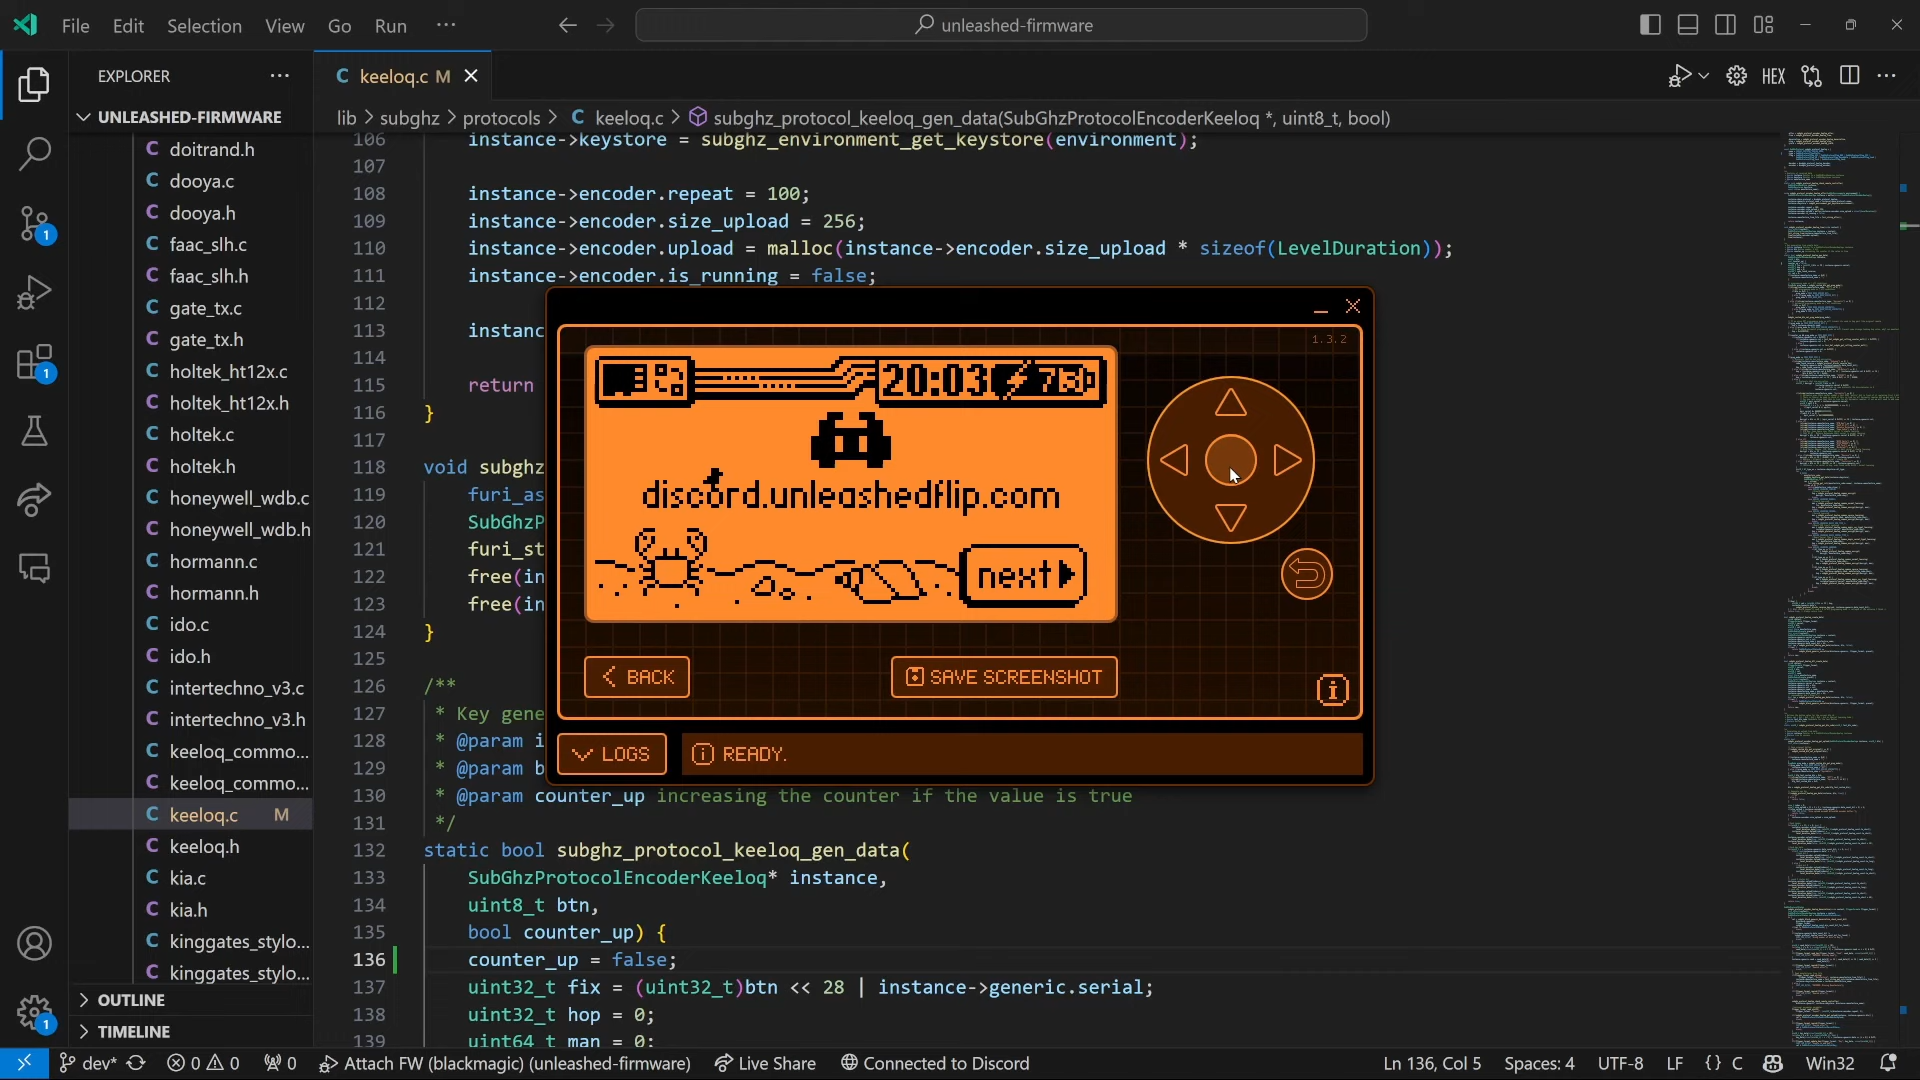 File Edit Selection View Go Run ···
unleashed-firmware
EXPLORER ···
C keeloq.c M
HEX ···
UNLEASHED-FIRMWARE
lib > subghz > protocols > C keeloq.c > subghz_protocol_keeloq_gen_data(SubGhzProtocolEncoderKeeloq *, uint8_t, bool)
C doitrand.h
C dooya.c
C dooya.h
C faac_slh.c
C faac_slh.h
C gate_tx.c
C gate_tx.h
C holtek_ht12x.c
C holtek_ht12x.h
C holtek.c
C holtek.h
C honeywell_wdb.c
C honeywell_wdb.h
C hormann.c
C hormann.h
C ido.c
C ido.h
C intertechno_v3.c
C intertechno_v3.h
C keeloq_commo...
C keeloq_commo...
C keeloq.c M
C keeloq.h
C kia.c
C kia.h
C kinggates_stylo...
C kinggates_stylo...
OUTLINE
TIMELINE
1
1
1
106 instance->keystore = subghz_environment_get_keystore(environment);
107
108 instance->encoder.repeat = 100;
109 instance->encoder.size_upload = 256;
110 instance->encoder.upload = malloc(instance->encoder.size_upload * sizeof(LevelDuration));
111 instance->encoder.is_running = false;
112
113 instanc
114
115 return
116 }
117
118 void subghz
119 furi_as
120 SubGhzP
121 furi_st
122 free(in
123 free(in
124 }
125
126 /**
127 * Key gene
128 * @param i
129 * @param b
130 * @param counter_up increasing the counter if the value is true
131 */
132 static bool subghz_protocol_keeloq_gen_data(
133 SubGhzProtocolEncoderKeeloq* instance,
134 uint8_t btn,
135 bool counter_up) {
136 counter_up = false;
137 uint32_t fix = (uint32_t)btn << 28 | instance->generic.serial;
138 uint32_t hop = 0;
139 uint64_t man = 0;
1.3.2
20:03 73
discord.unleashedflip.com
next
BACK
SAVE SCREENSHOT
LOGS
READY.
dev* 0 0 0 Attach FW (blackmagic) (unleashed-firmware) Live Share Connected to Discord Ln 136, Col 5 Spaces: 4 UTF-8 LF {} C Win32